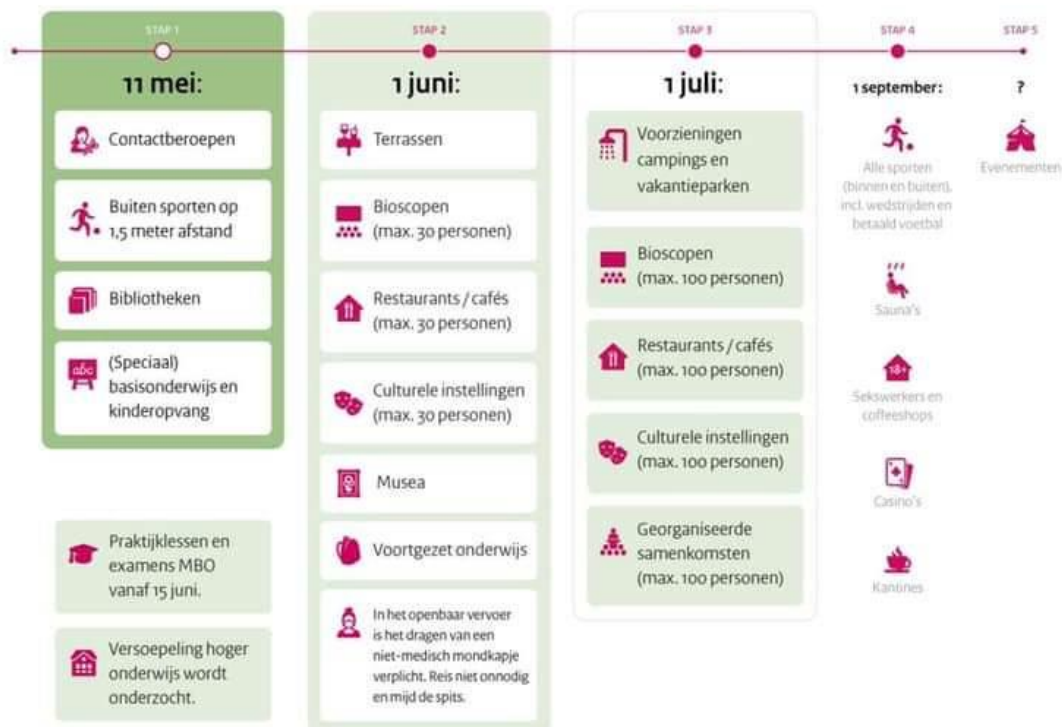 STAP 1
11 mei:
Contactberoepen
Buiten sporten op
1,5 meter afstand
Bibliotheken
abc
(Speciaal)
basisonderwijs en
kinderopvang
Praktijklessen en
examens MBO
vanaf 15 juni.
Versoepeling hoger
onderwijs wordt
onderzocht.
STAP 2
1 juni:
Terrassen
Bioscopen
(max. 30 personen)
Restaurants / cafés
(max. 30 personen)
Culturele instellingen
(max. 30 personen)
Musea
Voortgezet onderwijs
In het openbaar vervoer
is het dragen van een
niet-medisch mondkapje
verplicht. Reis niet onnodig
en mijd de spits.
STAP 3
1 juli:
Voorzieningen
campings en
vakantieparken
Bioscopen
(max. 100 personen)
Restaurants / cafés
(max. 100 personen)
Culturele instellingen
(max. 100 personen)
Georganiseerde
samenkomsten
(max. 100 personen)
STAP 4
1 september:
Alle sporten
(binnen en buiten),
incl. wedstrijden en
betaald voetbal
Sauna's
18+
Sekswerkers en
coffeeshops
Casino's
Kantines
STAP 5
?
Evenementen